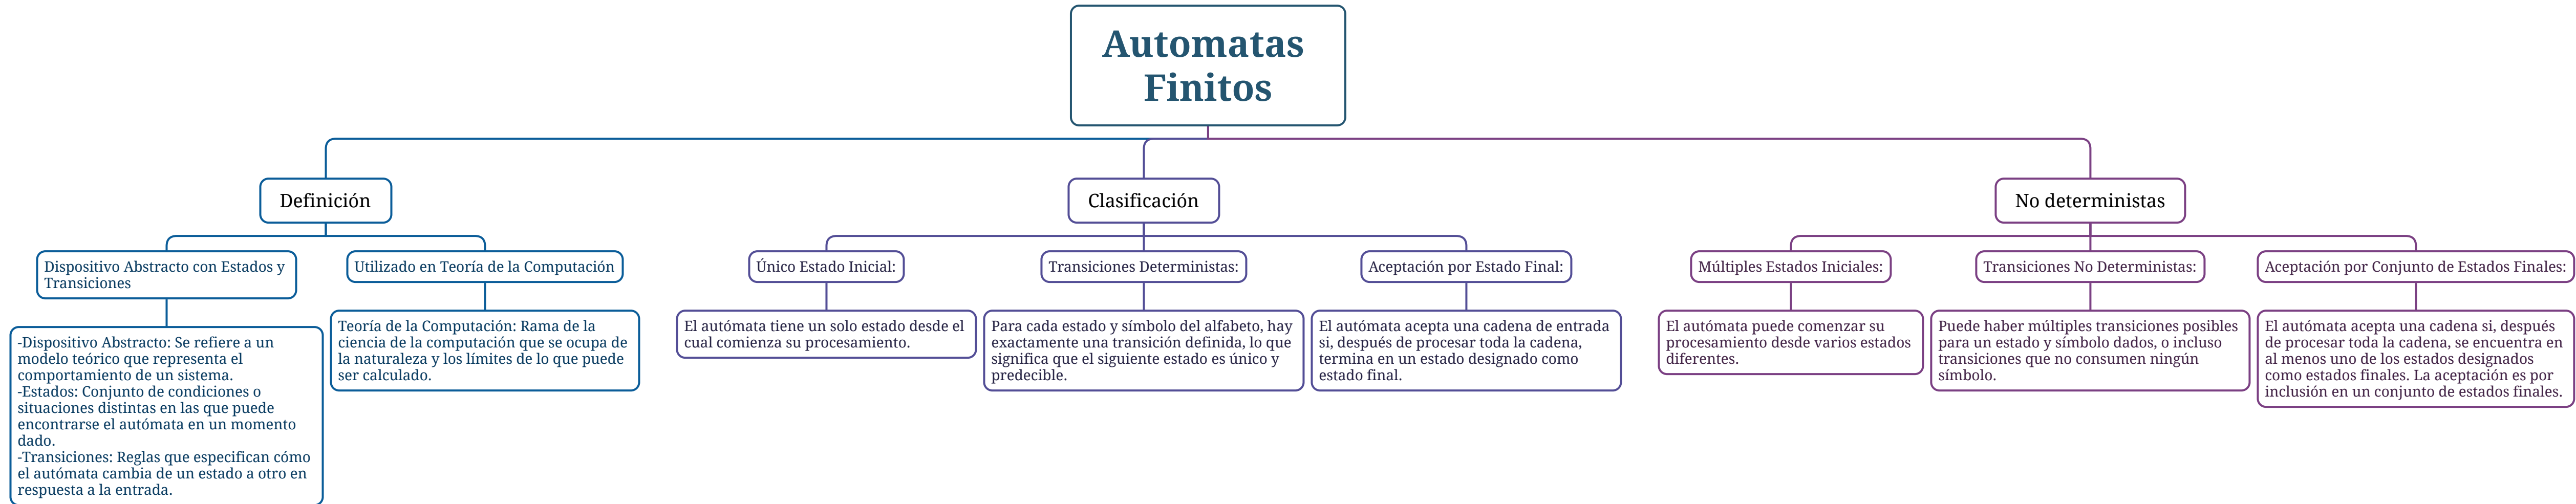 Automatas
Finitos
Definición
Clasificación
No deterministas
Dispositivo Abstracto con Estados y
Transiciones
Utilizado en Teoría de la Computación
Único Estado Inicial:
Transiciones Deterministas:
Aceptación por Estado Final:
Múltiples Estados Iniciales:
Transiciones No Deterministas:
Aceptación por Conjunto de Estados Finales:
-Dispositivo Abstracto: Se refiere a un
modelo teórico que representa el
comportamiento de un sistema.
-Estados: Conjunto de condiciones o
situaciones distintas en las que puede
encontrarse el autómata en un momento
dado.
-Transiciones: Reglas que especifican cómo
el autómata cambia de un estado a otro en
respuesta a la entrada.
Teoría de la Computación: Rama de la
ciencia de la computación que se ocupa de
la naturaleza y los límites de lo que puede
ser calculado.
El autómata tiene un solo estado desde el
cual comienza su procesamiento.
Para cada estado y símbolo del alfabeto, hay
exactamente una transición definida, lo que
significa que el siguiente estado es único y
predecible.
El autómata acepta una cadena de entrada
si, después de procesar toda la cadena,
termina en un estado designado como
estado final.
El autómata puede comenzar su
procesamiento desde varios estados
diferentes.
Puede haber múltiples transiciones posibles
para un estado y símbolo dados, o incluso
transiciones que no consumen ningún
símbolo.
El autómata acepta una cadena si, después
de procesar toda la cadena, se encuentra en
al menos uno de los estados designados
como estados finales. La aceptación es por
inclusión en un conjunto de estados finales.